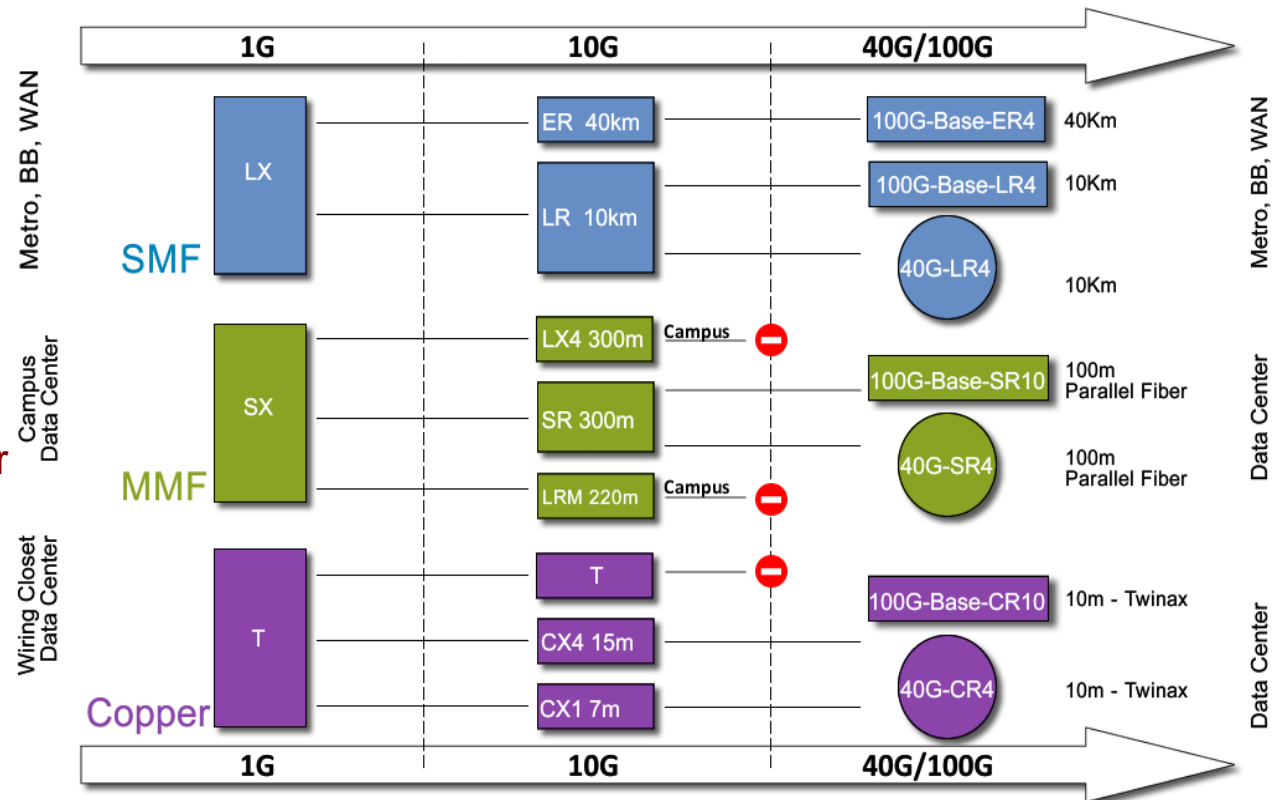 1G 10G 40G/100G
Metro, BB, WAN
LX
SMF
ER 40km
LR 10km
100G-Base-ER4 40Km
100G-Base-LR4 10Km
40G-LR4
10Km
Metro, BB, WAN
Campus
Data Center
r
SX
MMF
LX4 300m Campus
SR 300m
LRM 220m Campus
100G-Base-SR10
100m
Parallel Fiber
40G-SR4
100m
Parallel Fiber
Data Center
Wiring Closet
Data Center
T
Copper
T
CX4 15m
CX1 7m
100G-Base-CR10 10m - Twinax
40G-CR4 10m - Twinax
Data Center
1G 10G 40G/100G